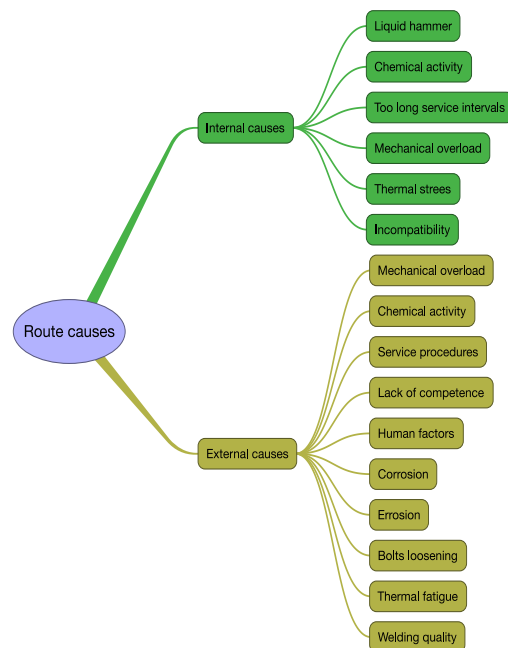 Liquid hammer
Chemical activity
Too long service intervals
Internal causes
Mechanical overload
Thermal strees
Incompatibility
Mechanical overload
Chemical activity
Route causes
Service procedures
Lack of competence
Human factors
External causes
Corrosion
Errosion
Bolts loosening
Thermal fatigue
Welding quality